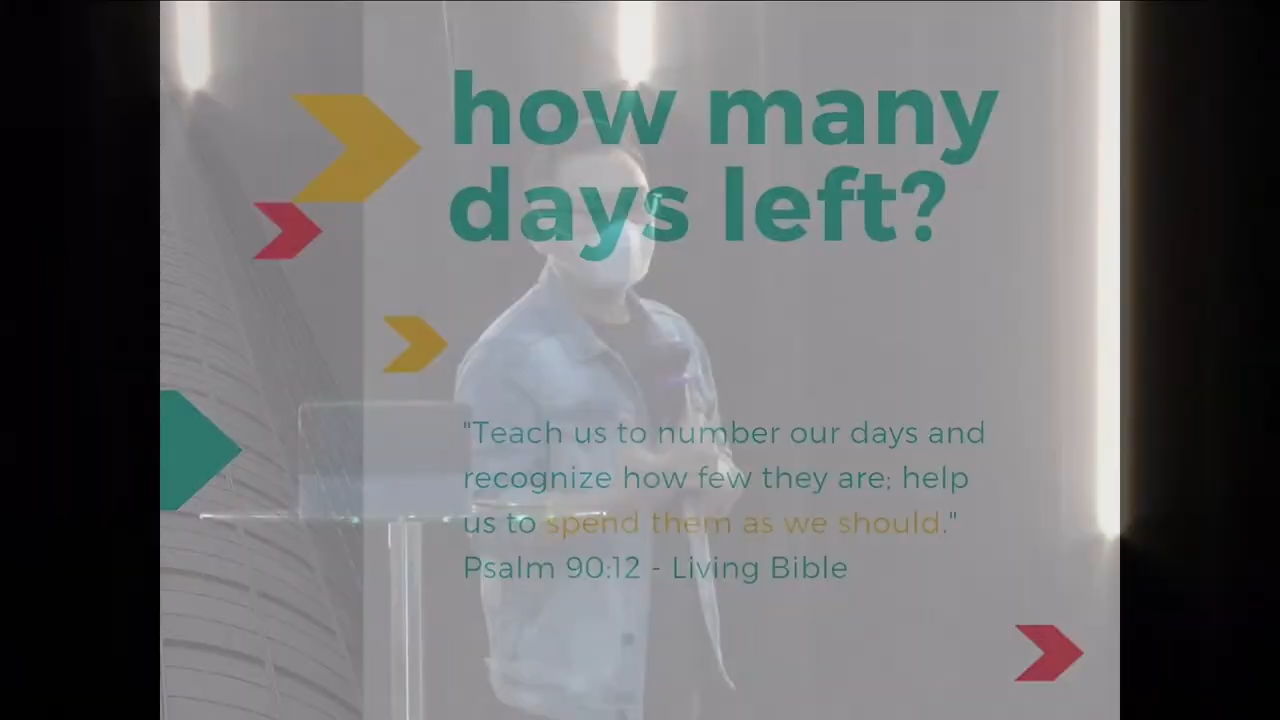 how many
days left?
"Teach us to number our days and
recognize how few they are; help
us to spend them as we should."
Psalm 90:12 - Living Bible